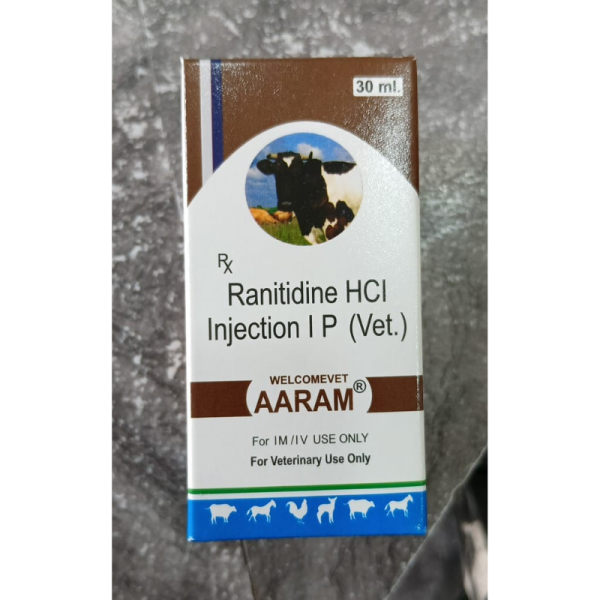 30 ml.
Rx
Ranitidine HCl
Injection I P (Vet.)
WELCOMEVET
AARAM®
For IM/IV USE ONLY
For Veterinary Use Only